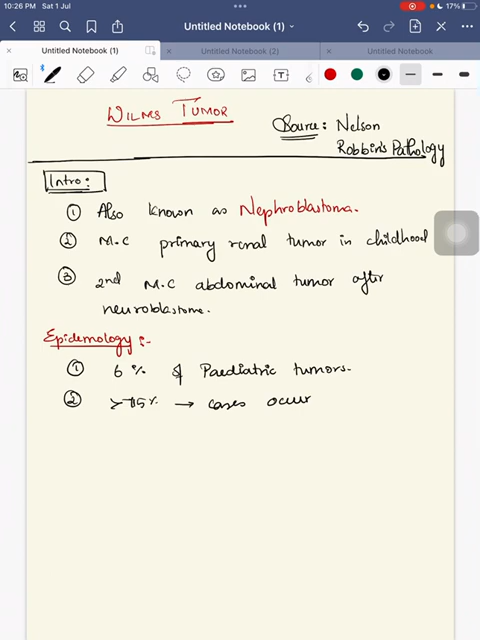 10:26 PM Sat 1 Jul
17%
Untitled Notebook (1)
Untitled Notebook (1)
Untitled Notebook (2)
Untitled Notebook
WILMS TUMOR
Source: Nelson
Robbin's Pathology
Intro:
① Also known as Nephroblastoma.
② M.C primary renal tumor in childhood
③ 2nd M.C abdominal tumor after
neuroblastome.
Epidemology :-
① 6 % of Paediatric tumors.
② >75% → cases occur